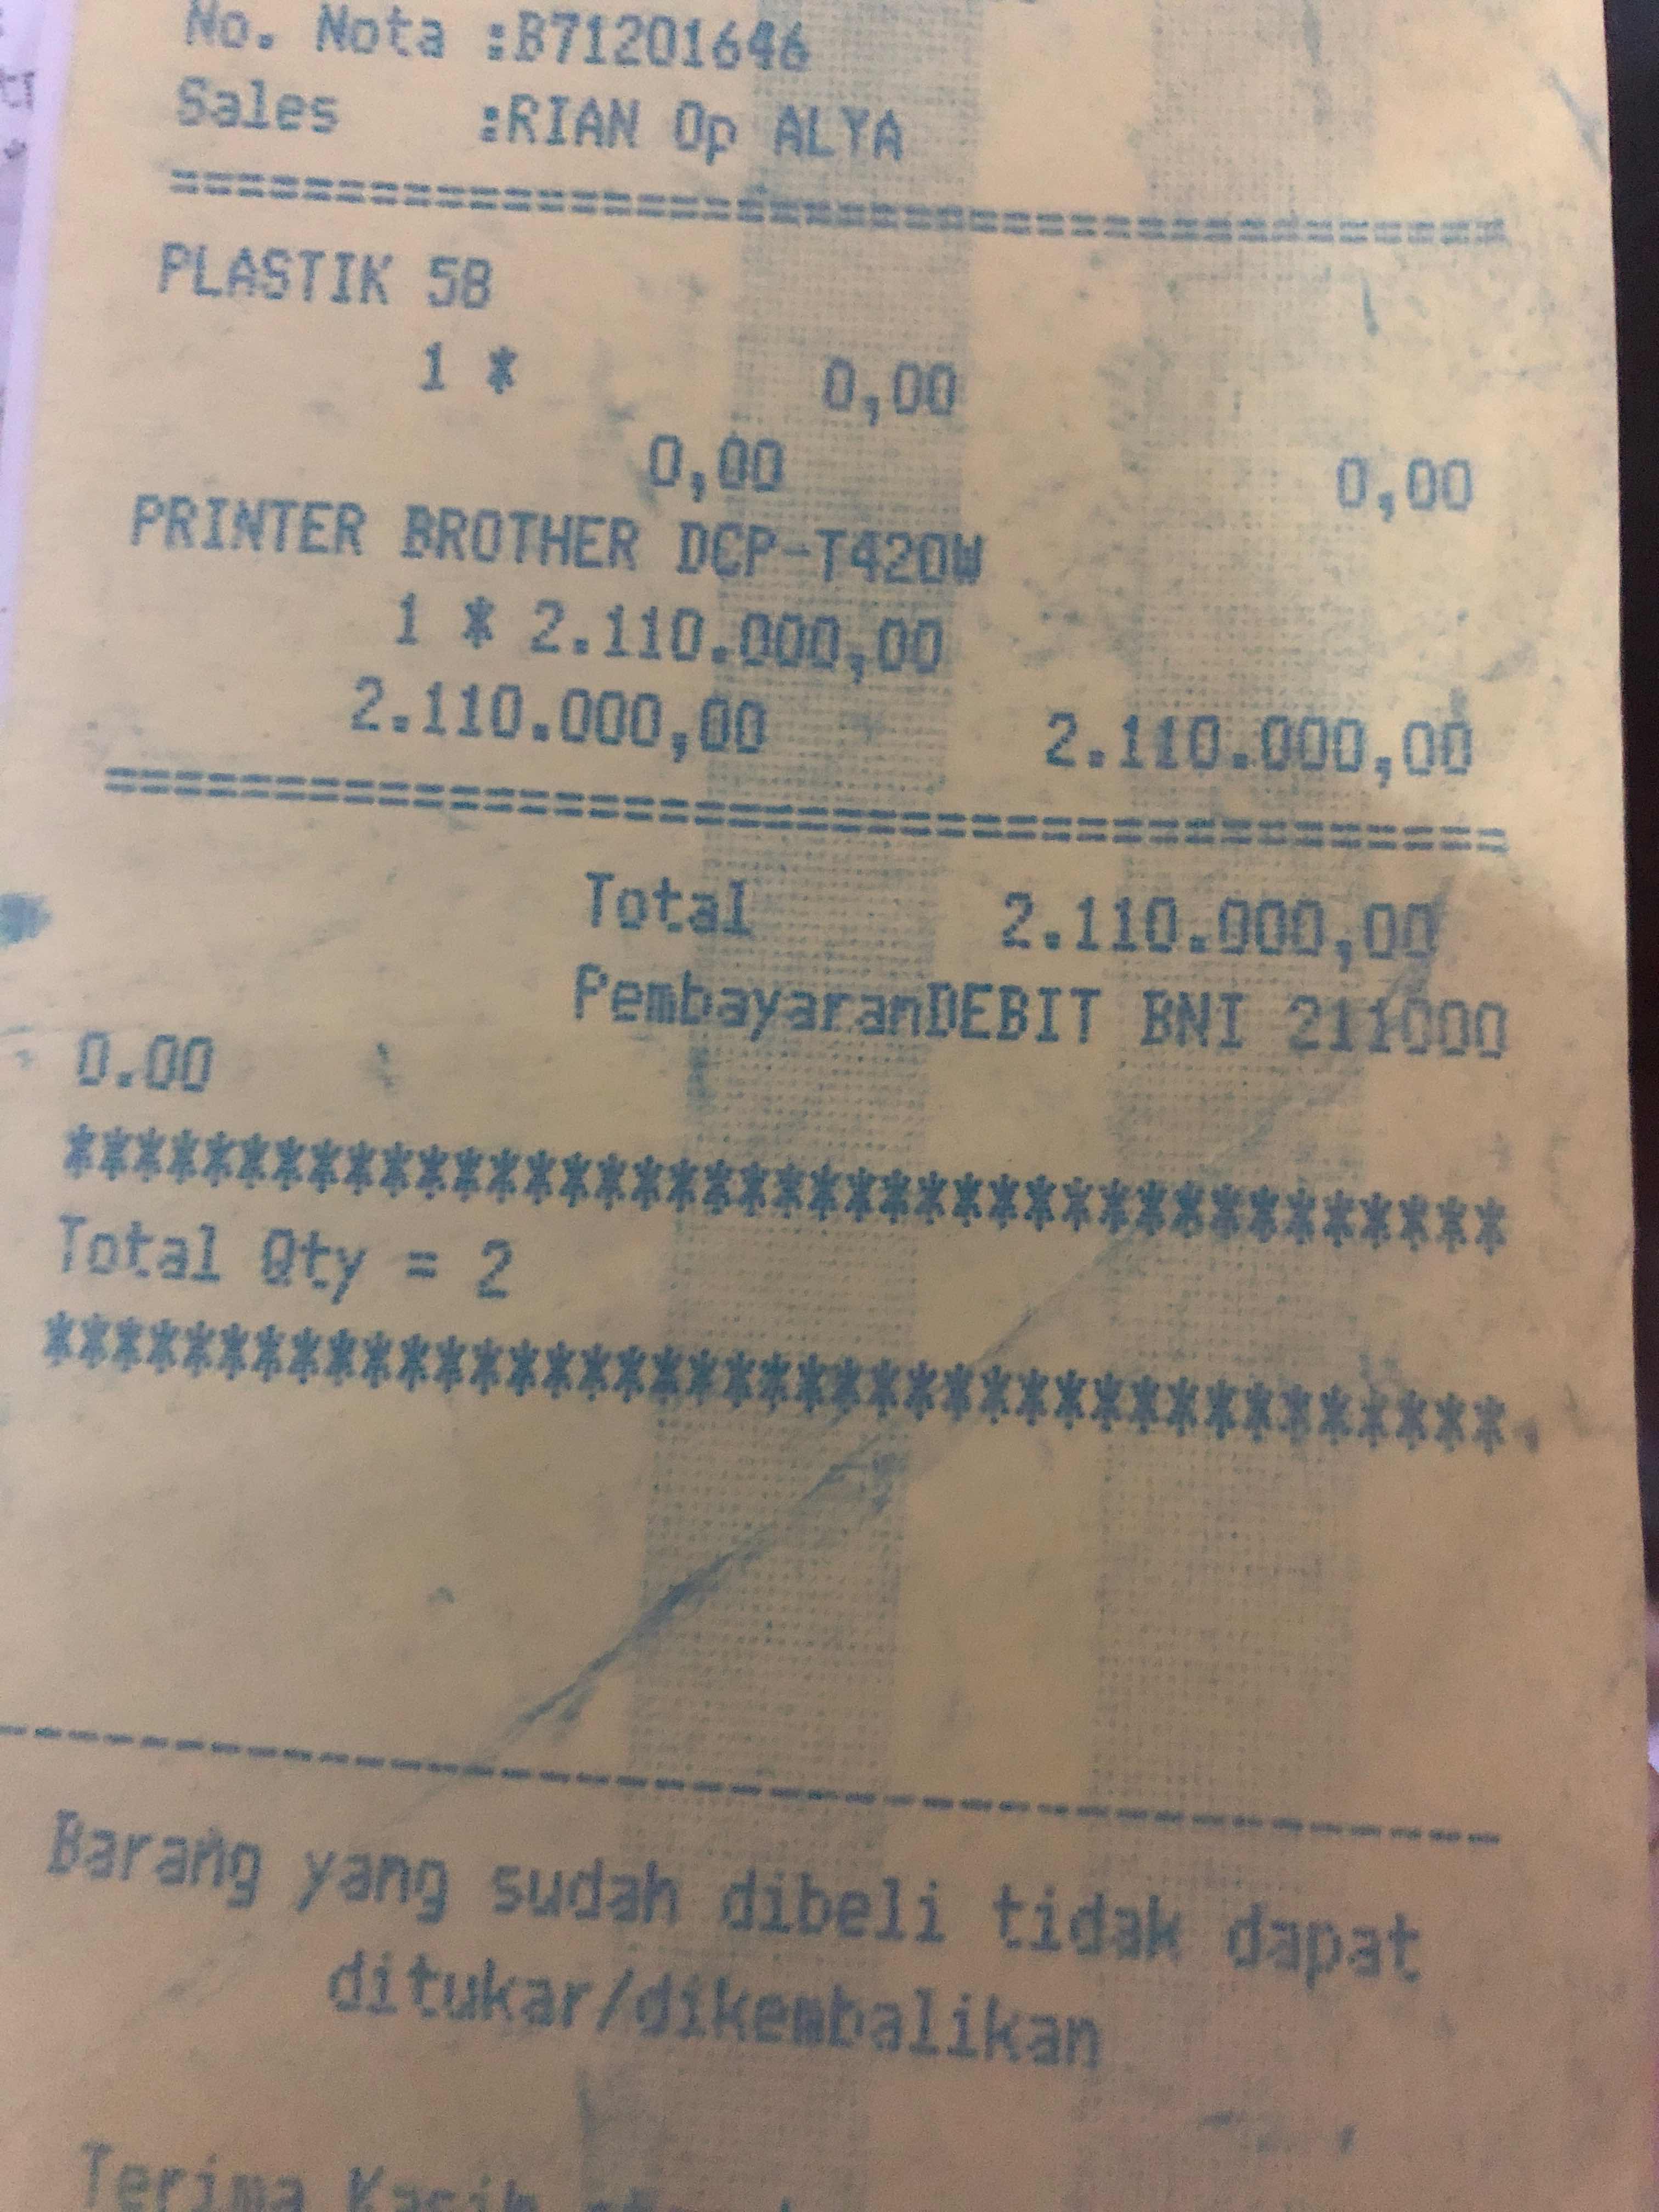 No. Nota :B71201646
Sales :RIAN Op ALYA
========================================
PLASTIK 58
1 * 0,00
0,00 0,00
PRINTER BROTHER DCP-T420W
1 * 2.110.000,00
2.110.000,00 2.110.000,00
========================================
Total 2.110.000,00
PembayaranDEBIT BNI 211000
0.00
****************************************
Total Qty = 2
****************************************
----------------------------------------
Barang yang sudah dibeli tidak dapat
ditukar/dikembalikan
Terima Kasih